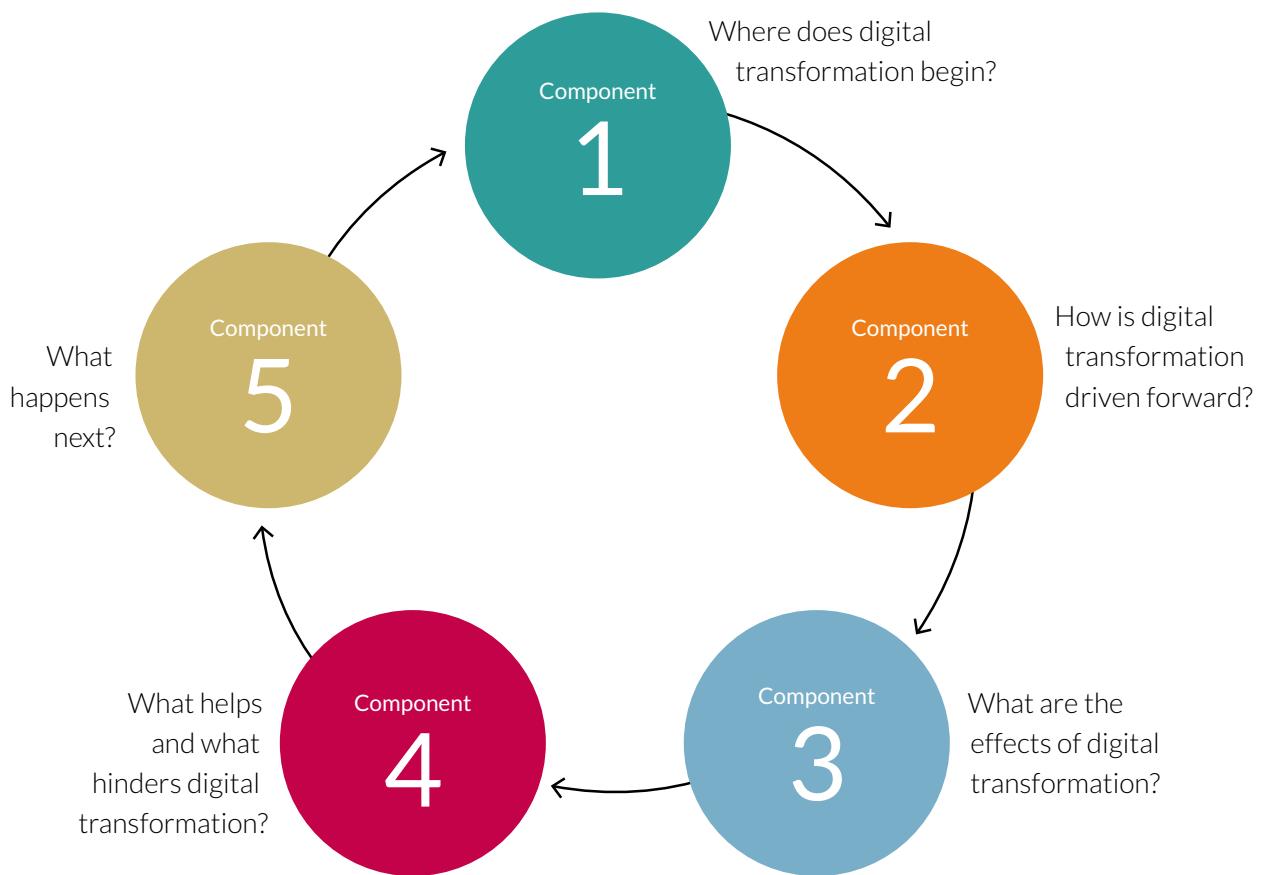 Component
1
Where does digital
transformation begin?
Component
2
How is digital
transformation
driven forward?
Component
3
What are the
effects of digital
transformation?
Component
4
What helps
and what
hinders digital
transformation?
Component
5
What
happens
next?